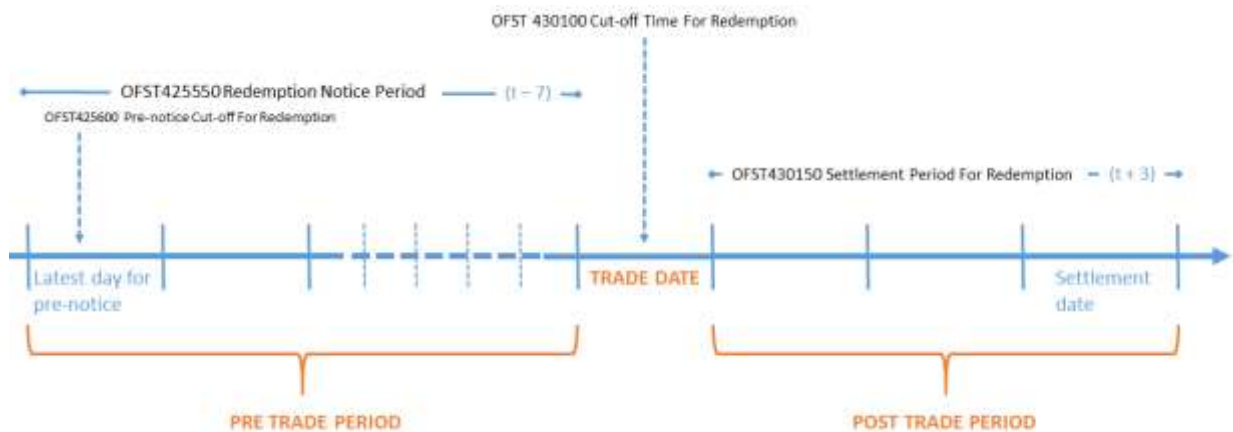 OFST 430100 Cut-off Time For Redemption
OFST425550 Redemption Notice Period (t – 7)
OFST425600 Pre-notice Cut-off For Redemption
OFST430150 Settlement Period For Redemption (t + 3)
Latest day for
pre-notice
TRADE DATE
Settlement
date
PRE TRADE PERIOD
POST TRADE PERIOD